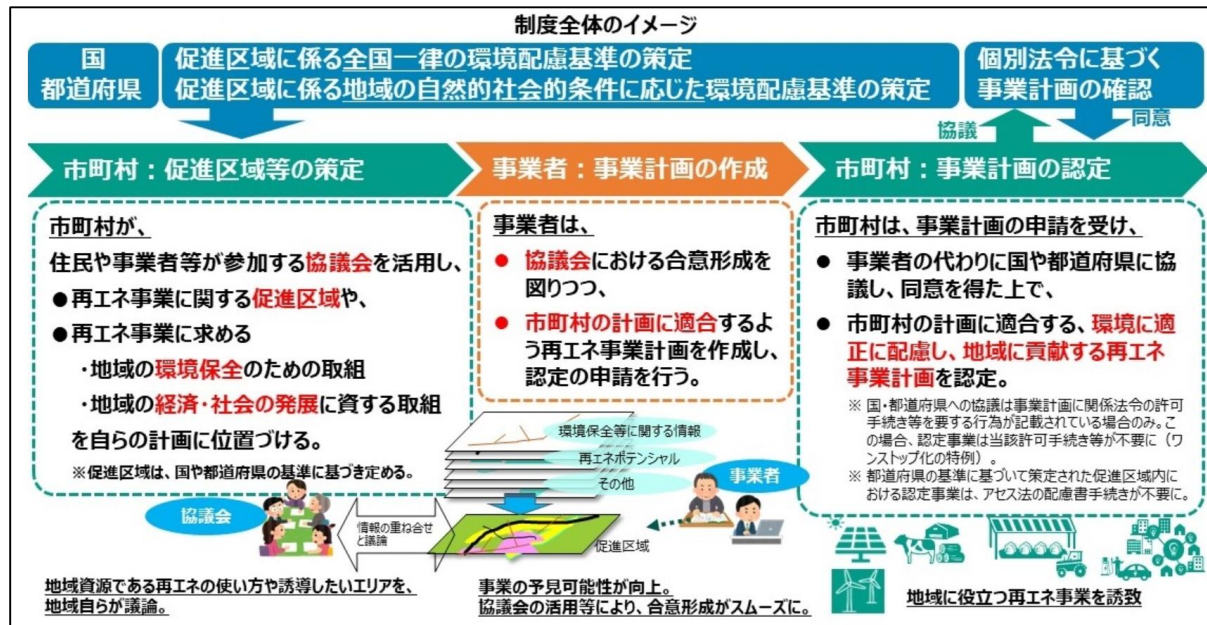 制度全体のイメージ
国
都道府県
促進区域に係る全国一律の環境配慮基準の策定
促進区域に係る地域の自然的社会的条件に応じた環境配慮基準の策定
個別法令に基づく
事業計画の確認
協議
同意
市町村：促進区域等の策定
事業者：事業計画の作成
市町村：事業計画の認定
市町村が、
住民や事業者等が参加する協議会を活用し、
●再エネ事業に関する促進区域や、
●再エネ事業に求める
・地域の環境保全のための取組
・地域の経済・社会の発展に資する取組
を自らの計画に位置づける。
※促進区域は、国や都道府県の基準に基づき定める。
事業者は、
● 協議会における合意形成を
図りつつ、
● 市町村の計画に適合するよ
う再エネ事業計画を作成し、
認定の申請を行う。
市町村は、事業計画の申請を受け、
● 事業者の代わりに国や都道府県に協
議し、同意を得た上で、
● 市町村の計画に適合する、環境に適
正に配慮し、地域に貢献する再エネ
事業計画を認定。
※ 国・都道府県への協議は事業計画に関係法令の許可
手続き等を要する行為が記載されている場合のみ。こ
の場合、認定事業は当該許可手続き等が不要に（ワ
ンストップ化の特例）。
※ 都道府県の基準に基づいて策定された促進区域内に
おける認定事業は、アセス法の配慮書手続きが不要に。
環境保全等に関する情報
再エネポテンシャル
その他
事業者
協議会
情報の重ね合せ
と議論
促進区域
地域資源である再エネの使い方や誘導したいエリアを、
地域自らが議論。
事業の予見可能性が向上。
協議会の活用等により、合意形成がスムーズに。
地域に役立つ再エネ事業を誘致